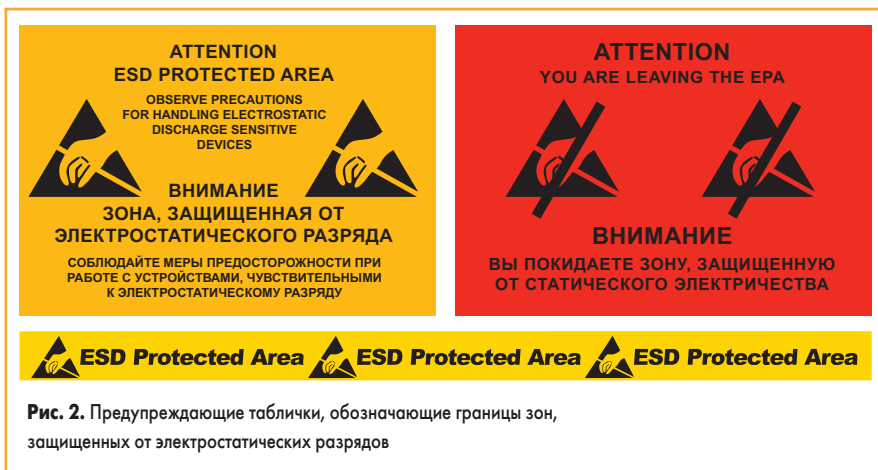 ATTENTION
ESD PROTECTED AREA
OBSERVE PRECAUTIONS
FOR HANDLING ELECTROSTATIC
DISCHARGE SENSITIVE
DEVICES
ВНИМАНИЕ
ЗОНА, ЗАЩИЩЕННАЯ ОТ
ЭЛЕКТРОСТАТИЧЕСКОГО РАЗРЯДА
СОБЛЮДАЙТЕ МЕРЫ ПРЕДОСТОРОЖНОСТИ ПРИ
РАБОТЕ С УСТРОЙСТВАМИ, ЧУВСТВИТЕЛЬНЫМИ
К ЭЛЕКТРОСТАТИЧЕСКОМУ РАЗРЯДУ
ATTENTION
YOU ARE LEAVING THE EPA
ВНИМАНИЕ
ВЫ ПОКИДАЕТЕ ЗОНУ, ЗАЩИЩЕННУЮ
ОТ СТАТИЧЕСКОГО ЭЛЕКТРИЧЕСТВА
ESD Protected Area ESD Protected Area ESD Protected Area
Рис. 2. Предупреждающие таблички, обозначающие границы зон,
защищенных от электростатических разрядов